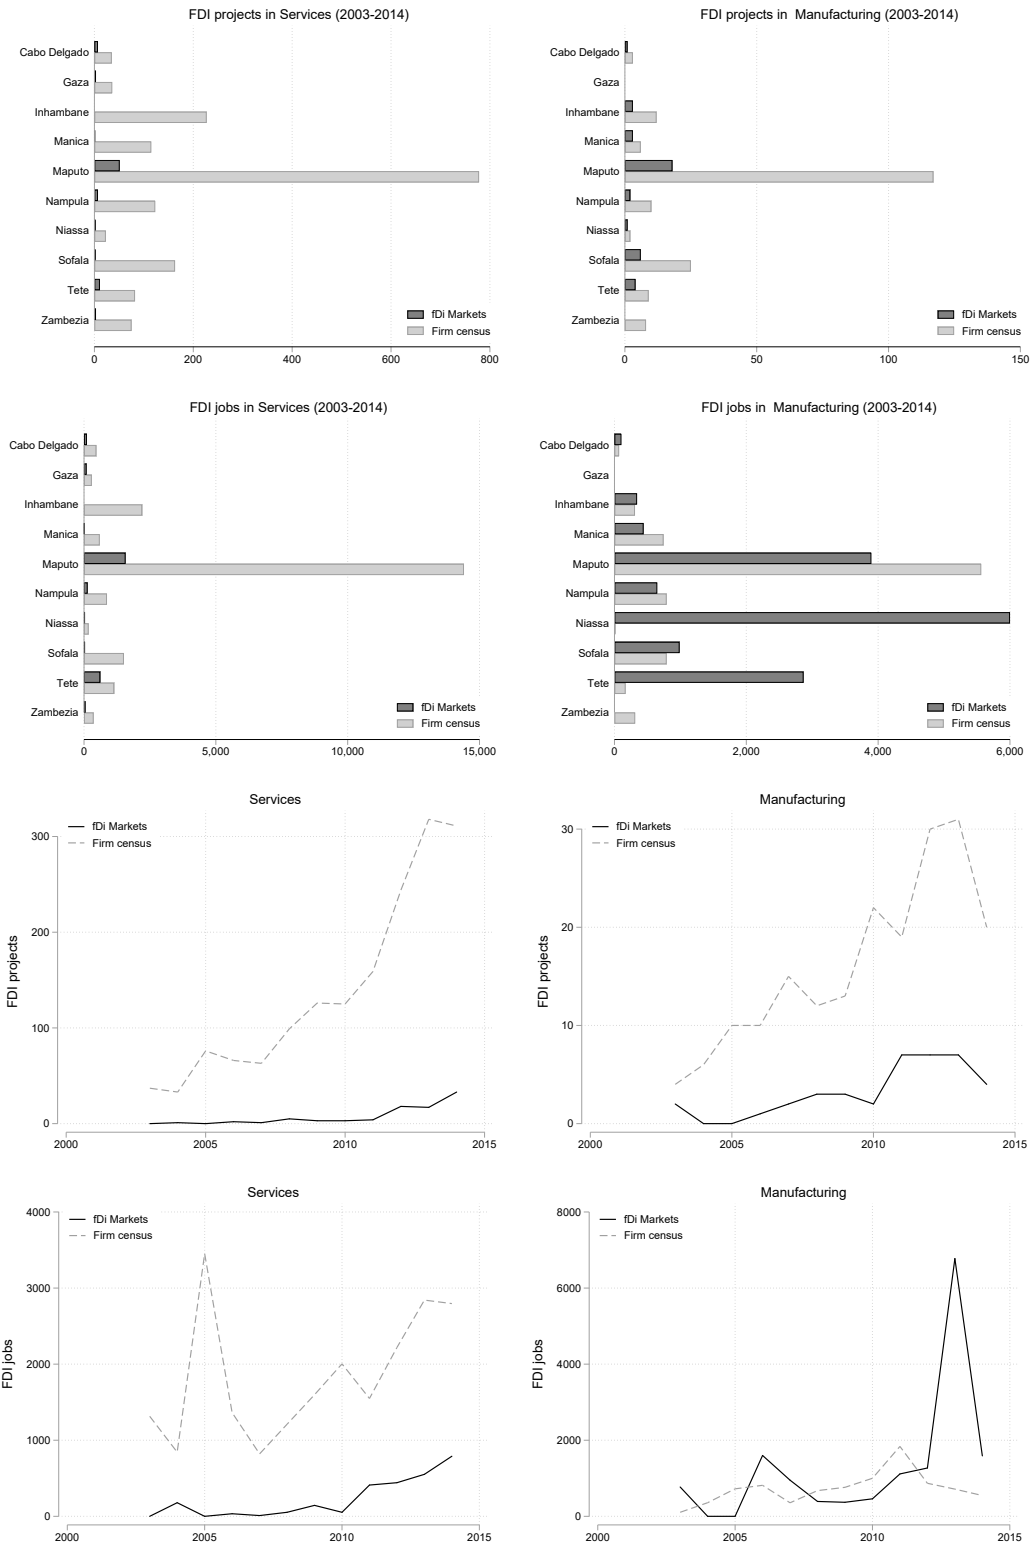 FDI projects in Services (2003-2014)
Cabo Delgado
Gaza
Inhambane
Manica
Maputo
Nampula
Niassa
Sofala
Tete
Zambezia
fDi Markets
Firm census
0 200 400 600 800
FDI projects in Manufacturing (2003-2014)
Cabo Delgado
Gaza
Inhambane
Manica
Maputo
Nampula
Niassa
Sofala
Tete
Zambezia
fDi Markets
Firm census
0 50 100 150
FDI jobs in Services (2003-2014)
Cabo Delgado
Gaza
Inhambane
Manica
Maputo
Nampula
Niassa
Sofala
Tete
Zambezia
fDi Markets
Firm census
0 5,000 10,000 15,000
FDI jobs in Manufacturing (2003-2014)
Cabo Delgado
Gaza
Inhambane
Manica
Maputo
Nampula
Niassa
Sofala
Tete
Zambezia
fDi Markets
Firm census
0 2,000 4,000 6,000
Services
fDi Markets
Firm census
FDI projects
300
200
100
0
2000 2005 2010 2015
Manufacturing
fDi Markets
Firm census
FDI projects
30
20
10
0
2000 2005 2010 2015
Services
fDi Markets
Firm census
FDI jobs
4000
3000
2000
1000
0
2000 2005 2010 2015
Manufacturing
fDi Markets
Firm census
FDI jobs
8000
6000
4000
2000
0
2000 2005 2010 2015